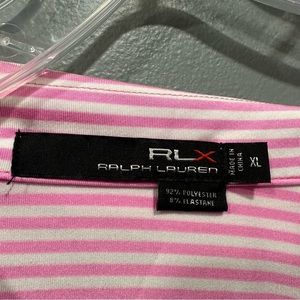 RLX
RALPH LAUREN
MADE IN
CHINA
XL
92% POLYESTER
8% ELASTANE